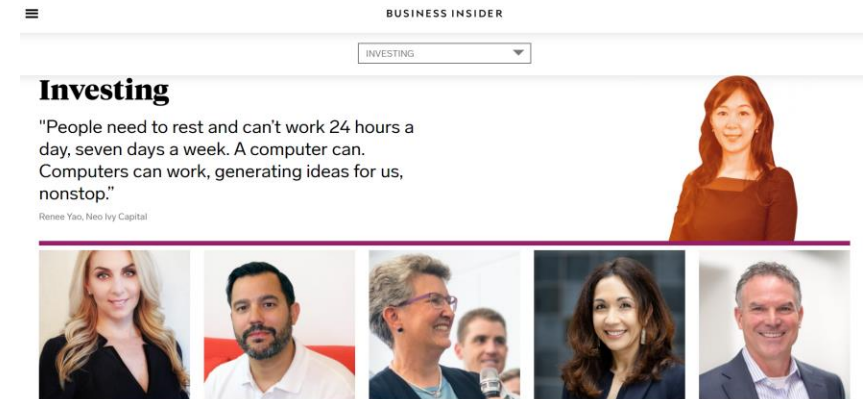 BUSINESS INSIDER
INVESTING
Investing
"People need to rest and can't work 24 hours a
day, seven days a week. A computer can.
Computers can work, generating ideas for us,
nonstop.”
Renee Yao, Neo Ivy Capital